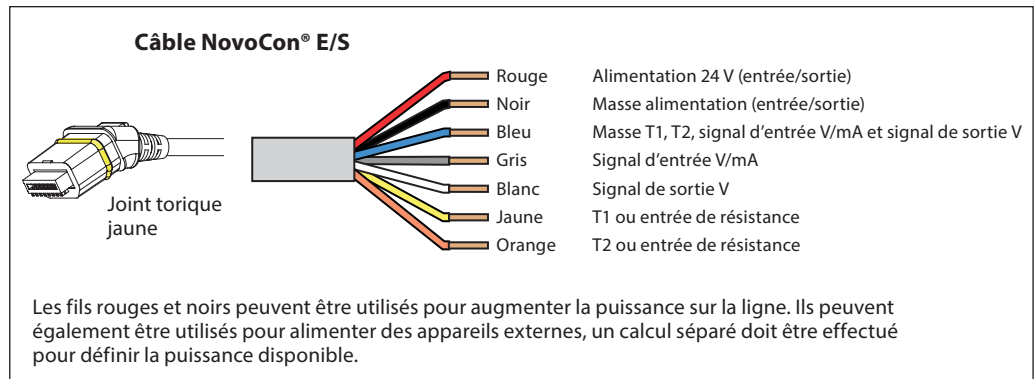 Câble NovoCon® E/S
Rouge Alimentation 24 V (entrée/sortie)
Noir Masse alimentation (entrée/sortie)
Bleu Masse T1, T2, signal d'entrée V/mA et signal de sortie V
Gris Signal d'entrée V/mA
Blanc Signal de sortie V
Jaune T1 ou entrée de résistance
Orange T2 ou entrée de résistance
Joint torique
jaune
Les fils rouges et noirs peuvent être utilisés pour augmenter la puissance sur la ligne. Ils peuvent
également être utilisés pour alimenter des appareils externes, un calcul séparé doit être effectué
pour définir la puissance disponible.